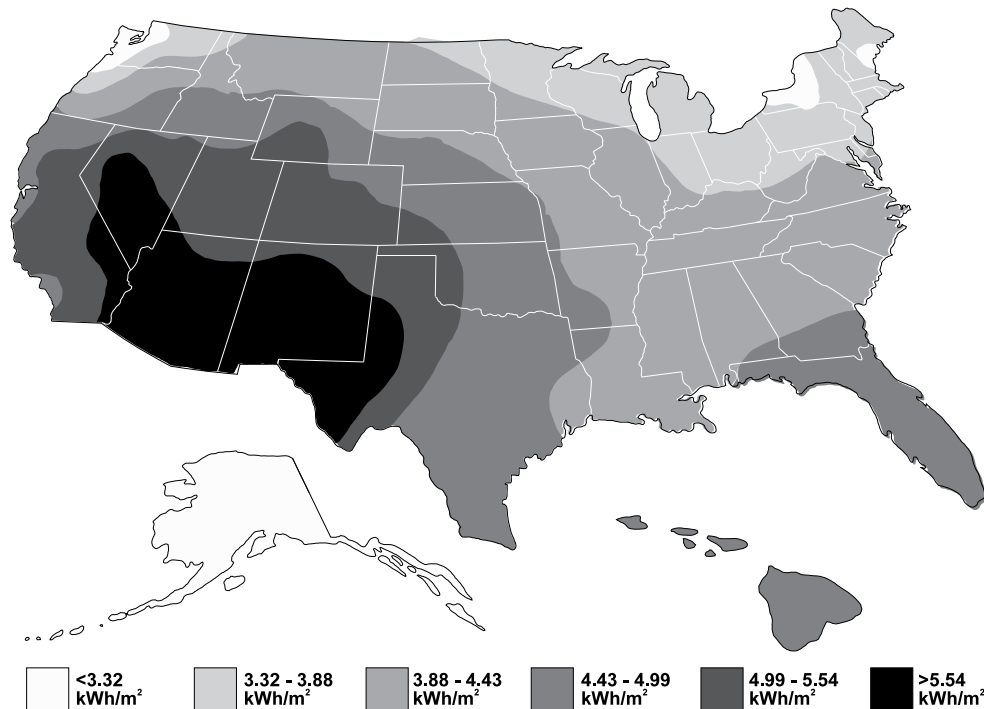 <3.32
kWh/m²
3.32 - 3.88
kWh/m²
3.88 - 4.43
kWh/m²
4.43 - 4.99
kWh/m²
4.99 - 5.54
kWh/m²
>5.54
kWh/m²